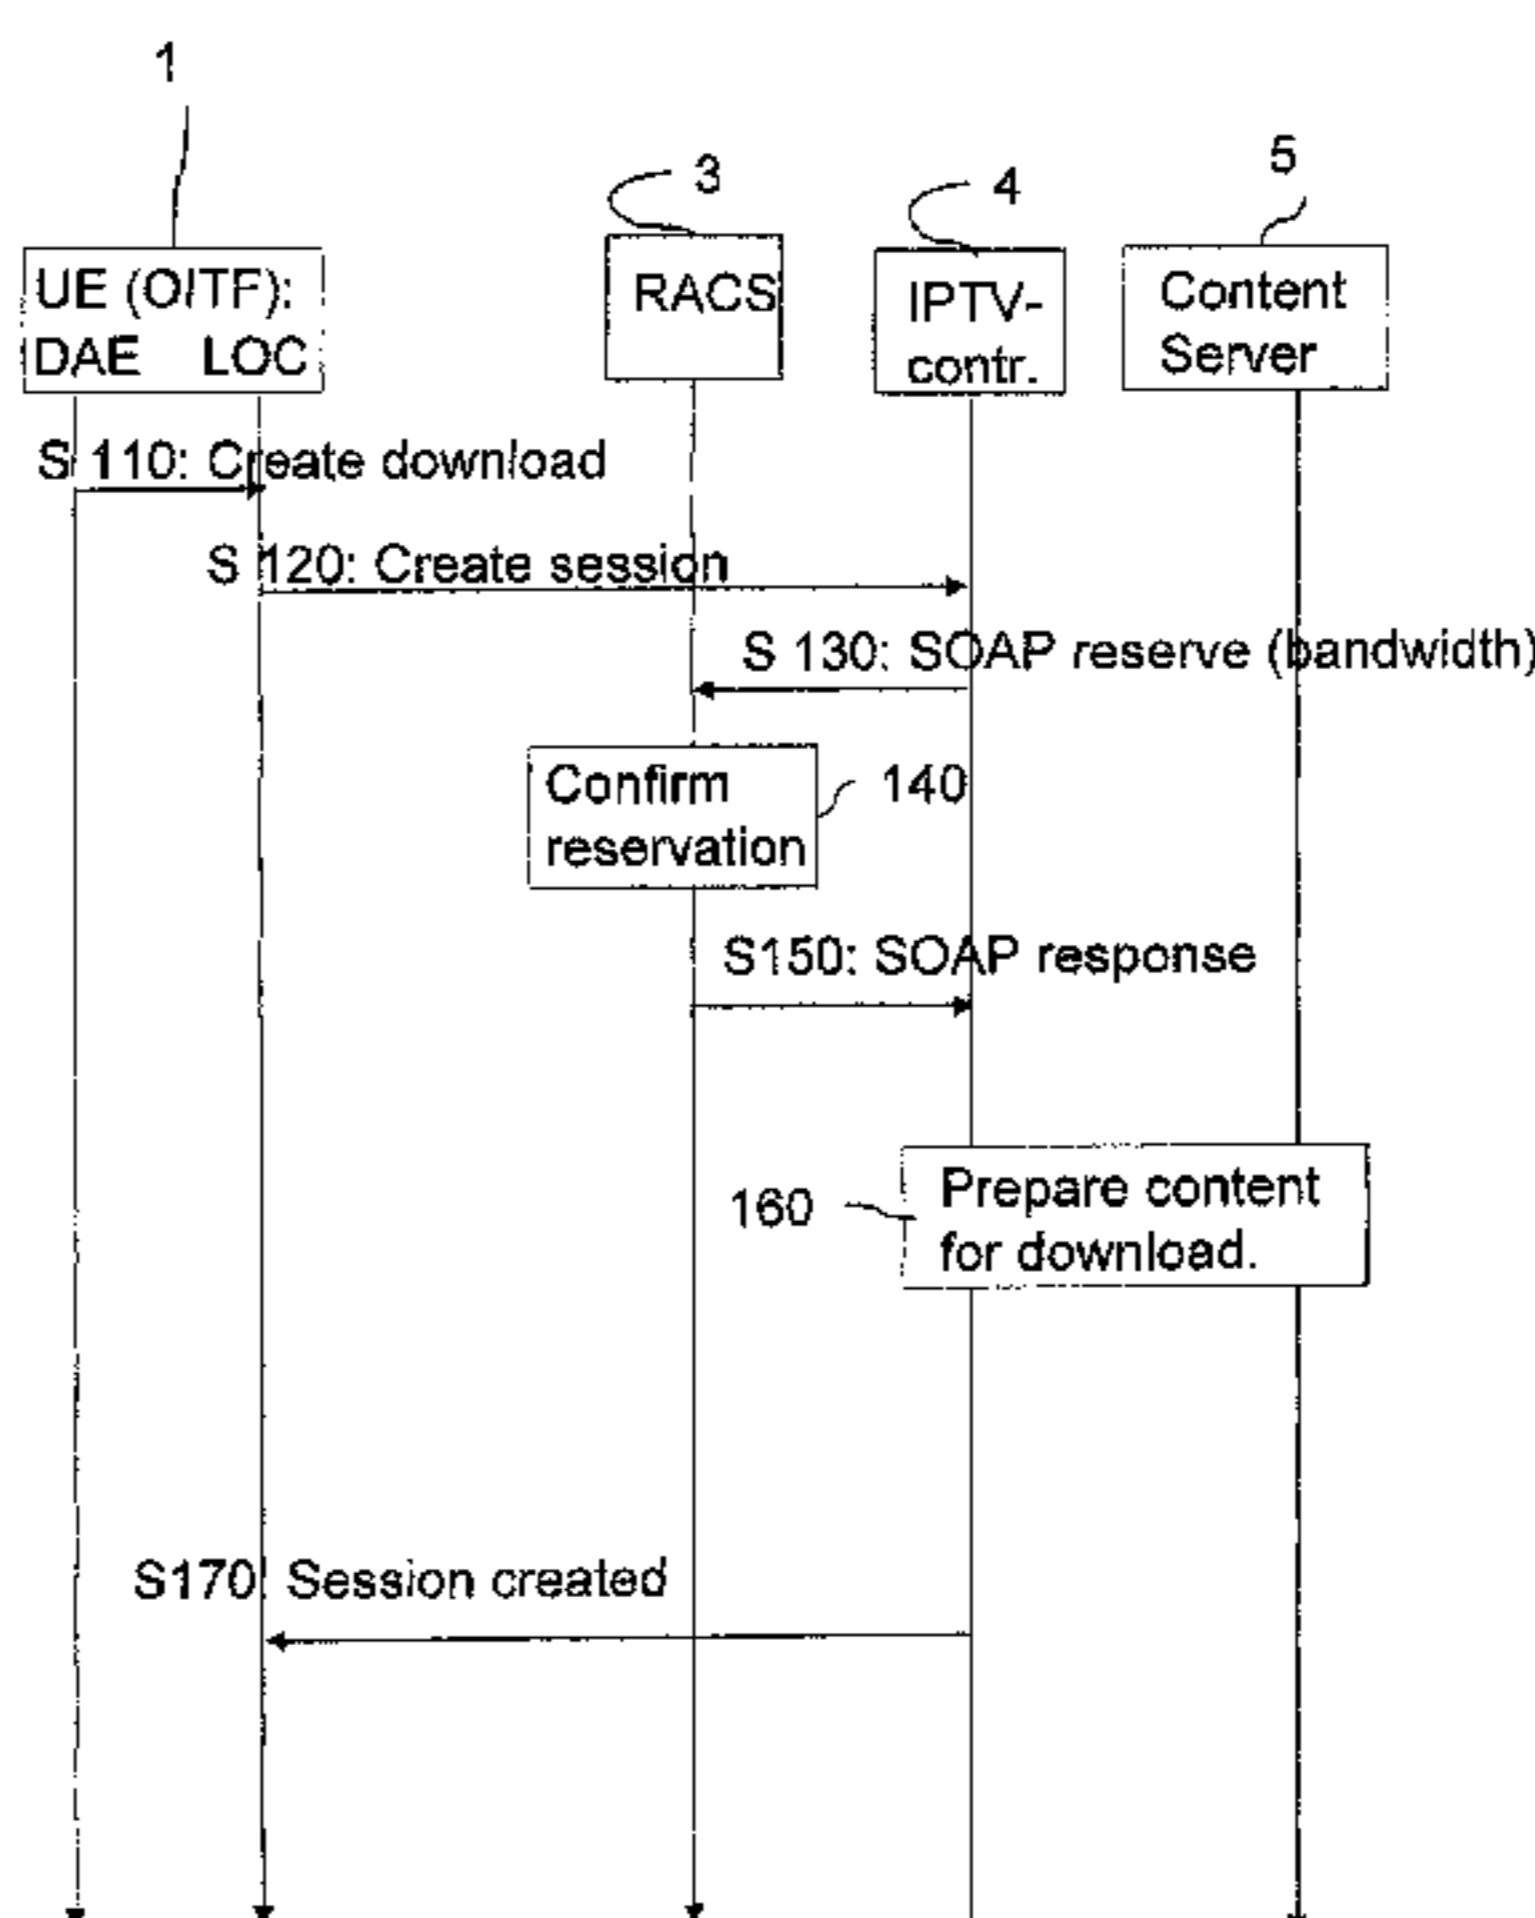 1
3
4
5
UE (OITF):
DAE LOC
RACS
IPTV-
contr.
Content
Server
S 110: Create download
S 120: Create session
S 130: SOAP reserve (bandwidth)
Confirm
reservation
140
S150: SOAP response
160
Prepare content
for download.
S170: Session created